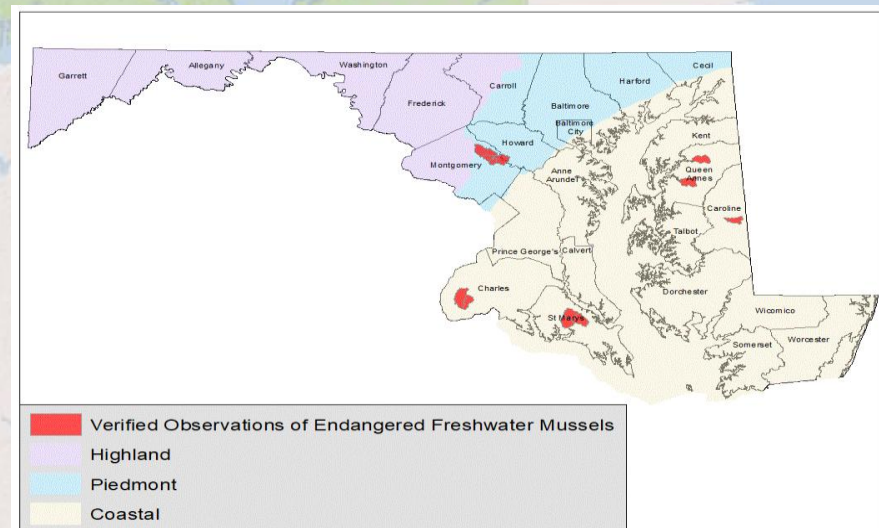 Garrett
Allegany
Washington
Frederick
Carroll
Baltimore
Baltimore
City
Harford
Cecil
Howard
Montgomery
Anne
Arundel
Kent
Queen
Annes
Caroline
Talbot
Prince George's
Calvert
Charles
St Marys
Dorchester
Wicomico
Somerset
Worcester
Verified Observations of Endangered Freshwater Mussels
Highland
Piedmont
Coastal